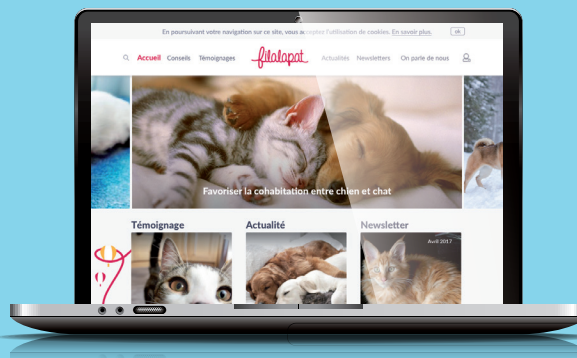 En poursuivant votre navigation sur ce site, vous acceptez l'utilisation de cookies. En savoir plus. ok
Accueil Conseils Témoignages filalapat Actualités Newsletters On parle de nous
Favoriser la cohabitation entre chien et chat
Témoignage Actualité Newsletter
Avril 2017